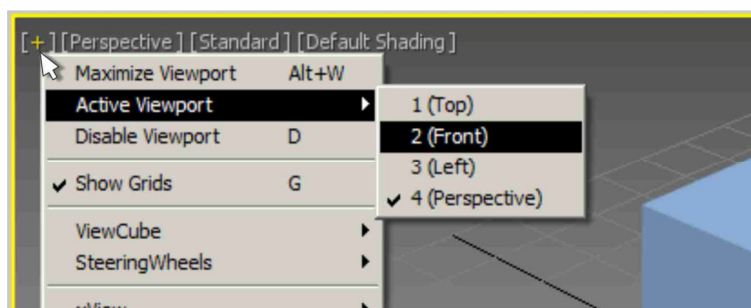 [+][Perspective][Standard][Default Shading]
Maximize Viewport Alt+W
Active Viewport
1 (Top)
Disable Viewport D
2 (Front)
3 (Left)
Show Grids G
4 (Perspective)
ViewCube
SteeringWheels
xView